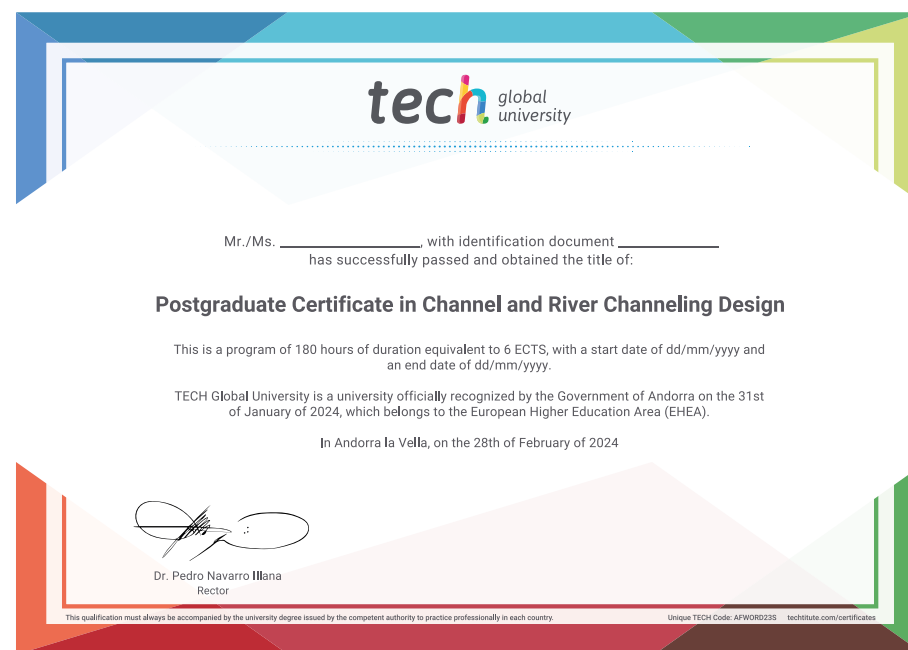 tech global university
Mr./Ms. ____________________, with identification document ______________
has successfully passed and obtained the title of:
Postgraduate Certificate in Channel and River Channeling Design
This is a program of 180 hours of duration equivalent to 6 ECTS, with a start date of dd/mm/yyyy and
an end date of dd/mm/yyyy.
TECH Global University is a university officially recognized by the Government of Andorra on the 31st
of January of 2024, which belongs to the European Higher Education Area (EHEA).
In Andorra la Vella, on the 28th of February of 2024
Dr. Pedro Navarro Illana
Rector
This qualification must always be accompanied by the university degree issued by the competent authority to practice professionally in each country.
Unique TECH Code: AFWORD23S techtitute.com/certificates